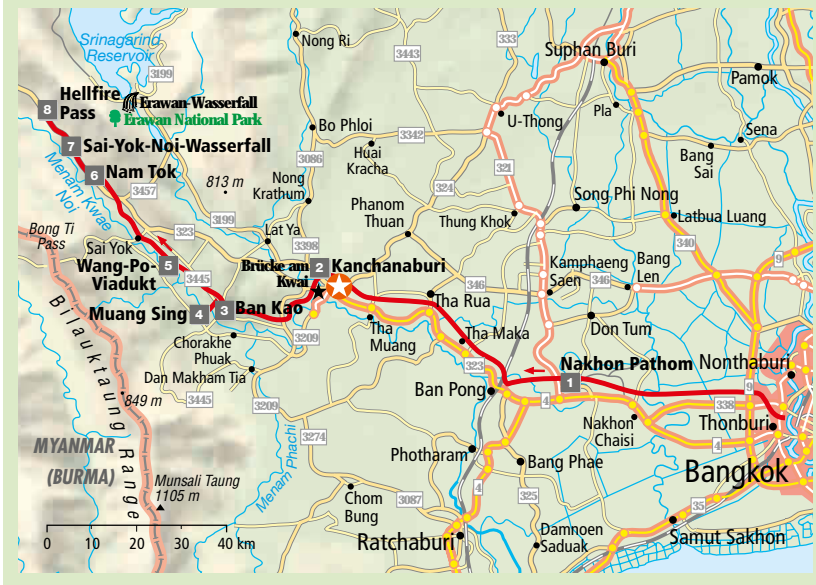 Srinagarind
Reservoir
3199
Nong Ri
3443
333
Suphan Buri
Pamok
8
Hellfire
Pass
Erawan-Wasserfall
Erawan National Park
Bo Phloi
3342
U-Thong
Pla
Sena
7
Sai-Yok-Noi-Wasserfall
Huai
Kracha
321
Bang
Sai
6
Nam Tok
3086
Menam Kwae
Noi
3457
813 m
Nong
Krathum
324
Song Phi Nong
Phanom
Thuan
Thung Khok
Latbua Luang
3199
323
Bong Ti
Pass
Sai Yok
Lat Ya
3398
340
9
5
Wang-Po-
Viadukt
3445
Brücke am
Kwai
2
Kanchanaburi
346
Kamphaeng
Saen
346
Bang
Len
Muang Sing
4
3
Ban Kao
Tha Rua
Tha
Muang
Tha Maka
Don Tum
Chorakhe
Phuak
3209
323
Nakhon Pathom
1
Nonthaburi
Dan Makham Tia
Ban Pong
9
849 m
3445
3209
4
338
Nakhon
Chaisi
Thonburi
4
Bilauktaung Range
MYANMAR
(BURMA)
3274
Menam Phachi
Photharam
Bang Phae
Bangkok
Munsali Taung
1105 m
Chom
Bung
3087
4
325
35
0 10 20 30 40 km
Ratchaburi
Damnoen
Saduak
Samut Sakhon